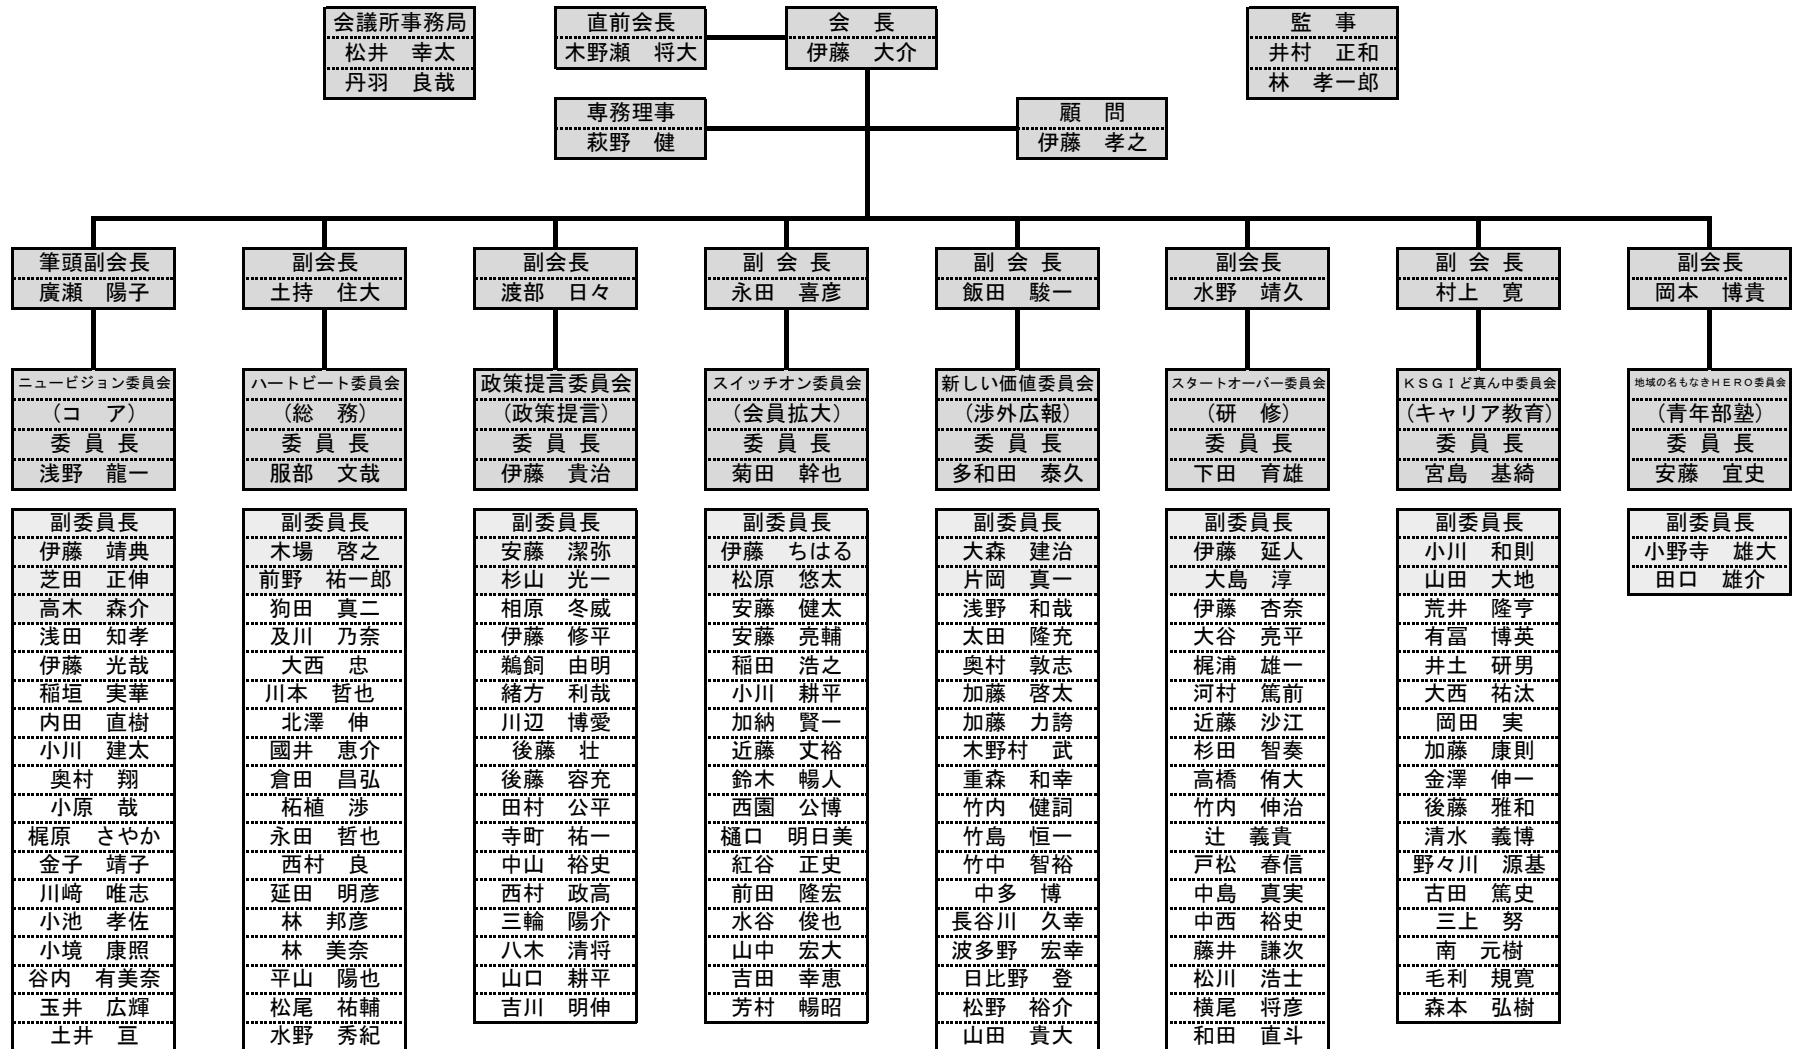 会議所事務局
松井　幸太
丹羽　良哉
直前会長
木野瀬　将大
会　長
伊藤　大介
監　事
井村　正和
林　孝一郎
専務理事
萩野　健
顧　問
伊藤　孝之
筆頭副会長
廣瀬　陽子
副会長
土持　住大
副会長
渡部　日々
副 会 長
永田　喜彦
副 会 長
飯田　駿一
副会長
水野　靖久
副 会 長
村上　寛
副会長
岡本　博貴
ニュービジョン委員会
（コ　ア）
委 員 長
浅野　龍一
ハートビート委員会
（総　務）
委 員 長
服部　文哉
政策提言委員会
（政策提言）
委 員 長
伊藤　貴治
スイッチオン委員会
（会員拡大）
委 員 長
菊田　幹也
新しい価値委員会
（渉外広報）
委 員 長
多和田　泰久
スタートオーバー委員会
（研　修）
委 員 長
下田　育雄
ＫＳＧＩど真ん中委員会
（キャリア教育）
委 員 長
宮島　基綺
地域の名もなきＨＥＲＯ委員会
（青年部塾）
委 員 長
安藤　宜史
副委員長
伊藤　靖典
芝田　正伸
高木　森介
浅田　知孝
伊藤　光哉
稲垣　実華
内田　直樹
小川　建太
奥村　翔
小原　哉
梶原　さやか
金子　靖子
川﨑　唯志
小池　孝佐
小境　康照
谷内　有美奈
玉井　広輝
土井　亘
副委員長
木場　啓之
前野　祐一郎
狗田　真二
及川　乃奈
大西　忠
川本　哲也
北澤　伸
國井　恵介
倉田　昌弘
柘植　渉
永田　哲也
西村　良
延田　明彦
林　邦彦
林　美奈
平山　陽也
松尾　祐輔
水野　秀紀
副委員長
安藤　潔弥
杉山　光一
相原　冬威
伊藤　修平
鵜飼　由明
緒方　利哉
川辺　博愛
後藤　壮
後藤　容充
田村　公平
寺町　祐一
中山　裕史
西村　政高
三輪　陽介
八木　清将
山口　耕平
吉川　明伸
副委員長
伊藤　ちはる
松原　悠太
安藤　健太
安藤　亮輔
稲田　浩之
小川　耕平
加納　賢一
近藤　丈裕
鈴木　暢人
西園　公博
樋口　明日美
紅谷　正史
前田　隆宏
水谷　俊也
山中　宏大
吉田　幸恵
芳村　暢昭
副委員長
大森　建治
片岡　真一
浅野　和哉
太田　隆充
奥村　敦志
加藤　啓太
加藤　力誇
木野村　武
重森　和幸
竹内　健詞
竹島　恒一
竹中　智裕
中多　博
長谷川　久幸
波多野　宏幸
日比野　登
松野　裕介
山田　貴大
副委員長
伊藤　延人
大島　淳
伊藤　杏奈
大谷　亮平
梶浦　雄一
河村　篤前
近藤　沙江
杉田　智奏
高橋　侑大
竹内　伸治
辻　義貴
戸松　春信
中島　真実
中西　裕史
藤井　謙次
松川　浩士
横尾　将彦
和田　直斗
副委員長
小川　和則
山田　大地
荒井　隆亨
有冨　博英
井土　研男
大西　祐汰
岡田　実
加藤　康則
金澤　伸一
後藤　雅和
清水　義博
野々川　源基
古田　篤史
三上　努
南　元樹
毛利　規寛
森本　弘樹
副委員長
小野寺　雄大
田口　雄介